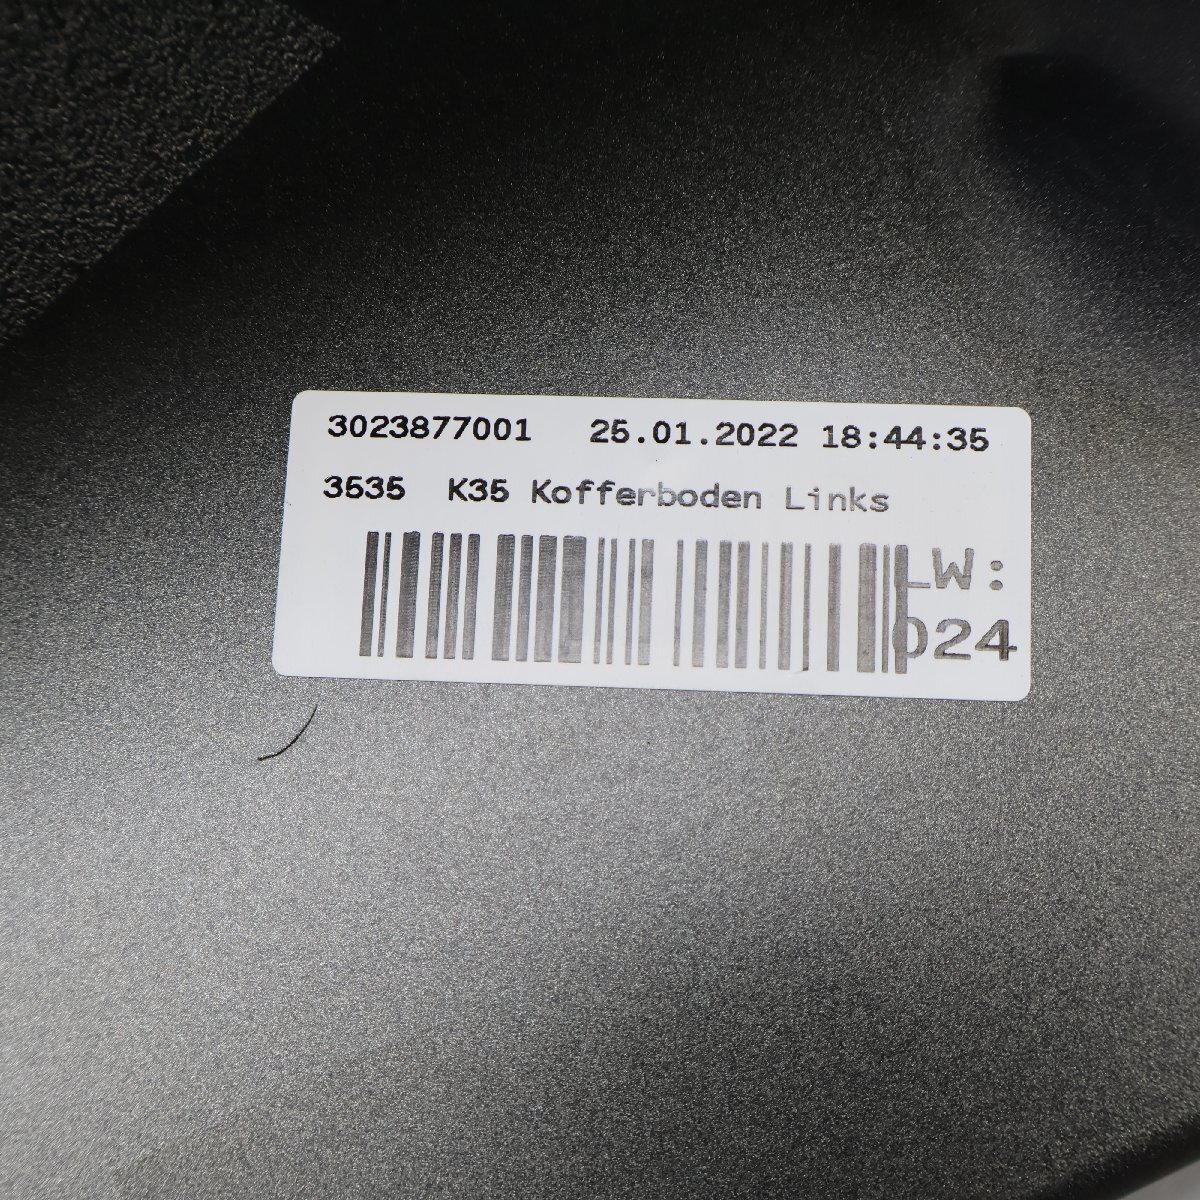 3023877001 25.01.2022 18:44:35
3535 K35 Kofferboden Links
LW:
024